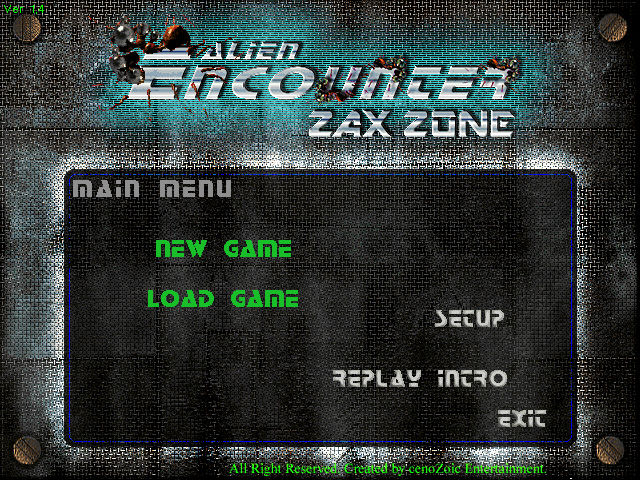 Ver 1.4
ALIEN
ENCOUNTER
ZAX ZONE
MAIN MENU
NEW GAME
LOAD GAME
SETUP
REPLAY INTRO
EXIT
All Right Reserved. Created by cenoZoic Entertainment.